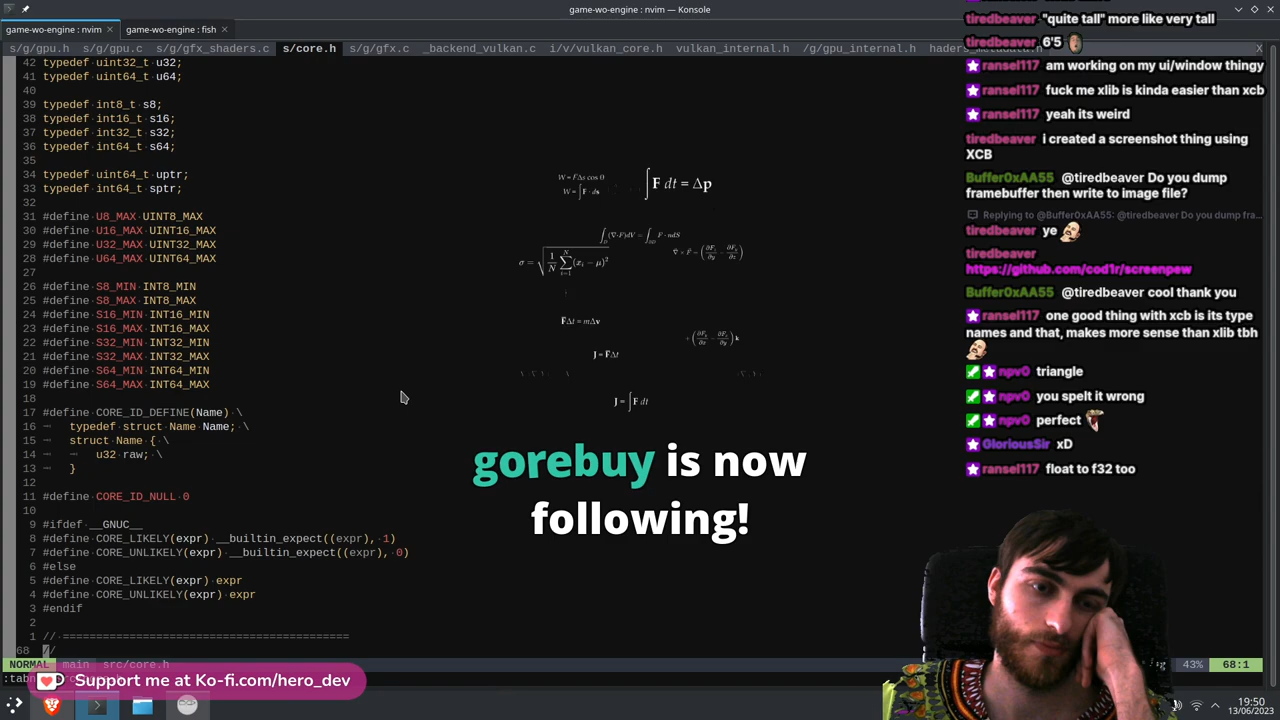 game-wo-engine : nvim — Konsole
game-wo-engine : nvim
game-wo-engine : fish
s/g/gpu.h s/g/gpu.c s/g/gfx_shaders.c s/core.h s/g/gfx.c _backend_vulkan.c /v/vulkan_core.h vulkan_internal.h /g/gpu_internal.h
42 typedef uint32_t u32;
41 typedef uint64_t u64;
40
39 typedef int8_t s8;
38 typedef int16_t s16;
37 typedef int32_t s32;
36 typedef int64_t s64;
35
34 typedef uint64_t uptr;
33 typedef int64_t sptr;
32
31 #define U8_MAX UINT8_MAX
30 #define U16_MAX UINT16_MAX
29 #define U32_MAX UINT32_MAX
28 #define U64_MAX UINT64_MAX
27
26 #define S8_MIN INT8_MIN
25 #define S8_MAX INT8_MAX
24 #define S16_MIN INT16_MIN
23 #define S16_MAX INT16_MAX
22 #define S32_MIN INT32_MIN
21 #define S32_MAX INT32_MAX
20 #define S64_MIN INT64_MIN
19 #define S64_MAX INT64_MAX
18
17 #define CORE_ID_DEFINE(Name) \
16 typedef struct Name Name; \
15 struct Name { \
14 u32 raw; \
13 }
12
11 #define CORE_ID_NULL 0
10
9 #ifdef __GNUC__
8 #define CORE_LIKELY(expr) __builtin_expect((expr), 1)
7 #define CORE_UNLIKELY(expr) __builtin_expect((expr), 0)
6 #else
5 #define CORE_LIKELY(expr) expr
4 #define CORE_UNLIKELY(expr) expr
3 #endif
2
1 // ===========================================
68 //
NORMAL main src/core.h
43% 68:1
W = FΔs cos θ
∫F dt = Δp
FΔt = mΔv
J = FΔt
J = ∫F dt
gorebuy is now
following!
tiredbeaver "quite tall" more like very tall
tiredbeaver 6'5
ransel117 am working on my ui/window thingy
ransel117 fuck me xlib is kinda easier than xcb
ransel117 yeah its weird
tiredbeaver i created a screenshot thing using
XCB
Buffer0xAA55 @tiredbeaver Do you dump
framebuffer then write to image file?
Replying to @Buffer0xAA55: @tiredbeaver Do you dump fra...
tiredbeaver ye
tiredbeaver
https://github.com/cod1r/screenpew
Buffer0xAA55 @tiredbeaver cool thank you
ransel117 one good thing with xcb is its type
names and that, makes more sense than xlib tbh
npv0 triangle
npv0 you spelt it wrong
npv0 perfect
GloriousSir xD
ransel117 float to f32 too
Support me at Ko-fi.com/hero_dev
19:50
13/06/2023